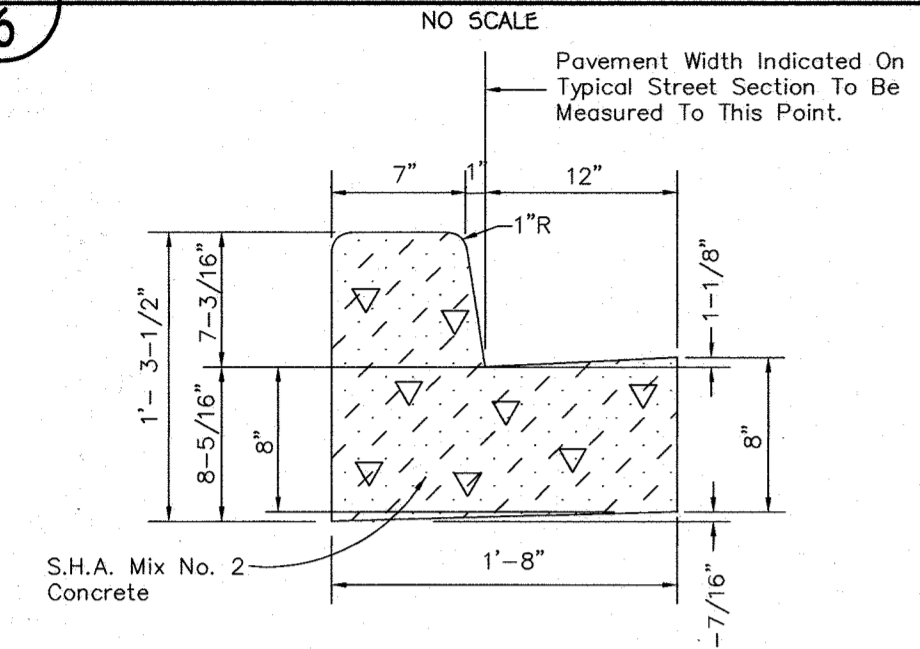 6
NO SCALE
Pavement Width Indicated On
Typical Street Section To Be
Measured To This Point.
7"
1"
12"
1"R
1'- 3-1/2"
7-3/16"
8-5/16"
8"
1-1/8"
8"
S.H.A. Mix No. 2
Concrete
1'-8"
7/16"